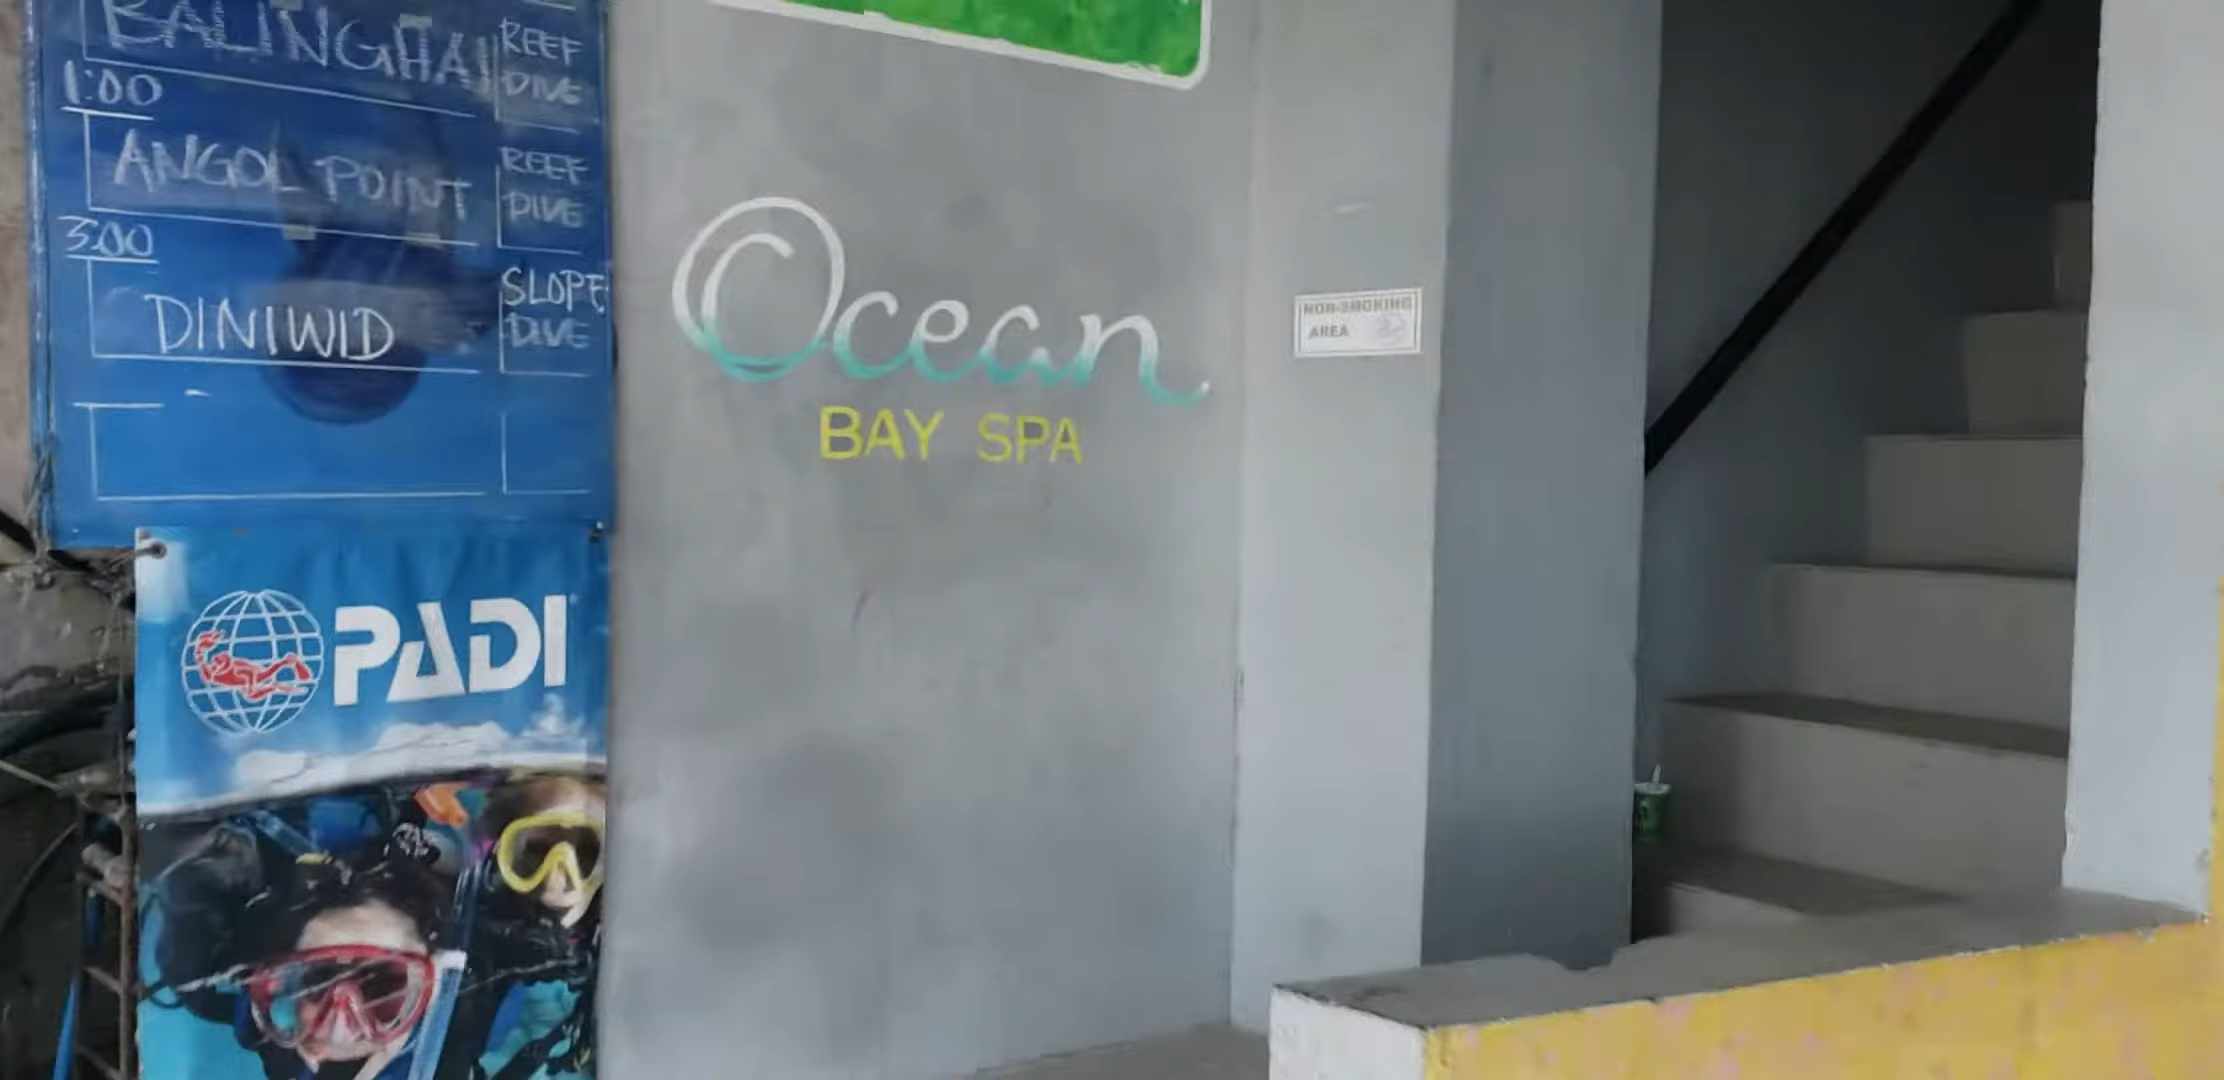 BALINGHAI
REEF
DIVE
1:00
ANGOL POINT
REEF
DIVE
3:00
DINIWID
SLOPE
DIVE
PADI
Ocean
BAY SPA
NON-SMOKING
AREA